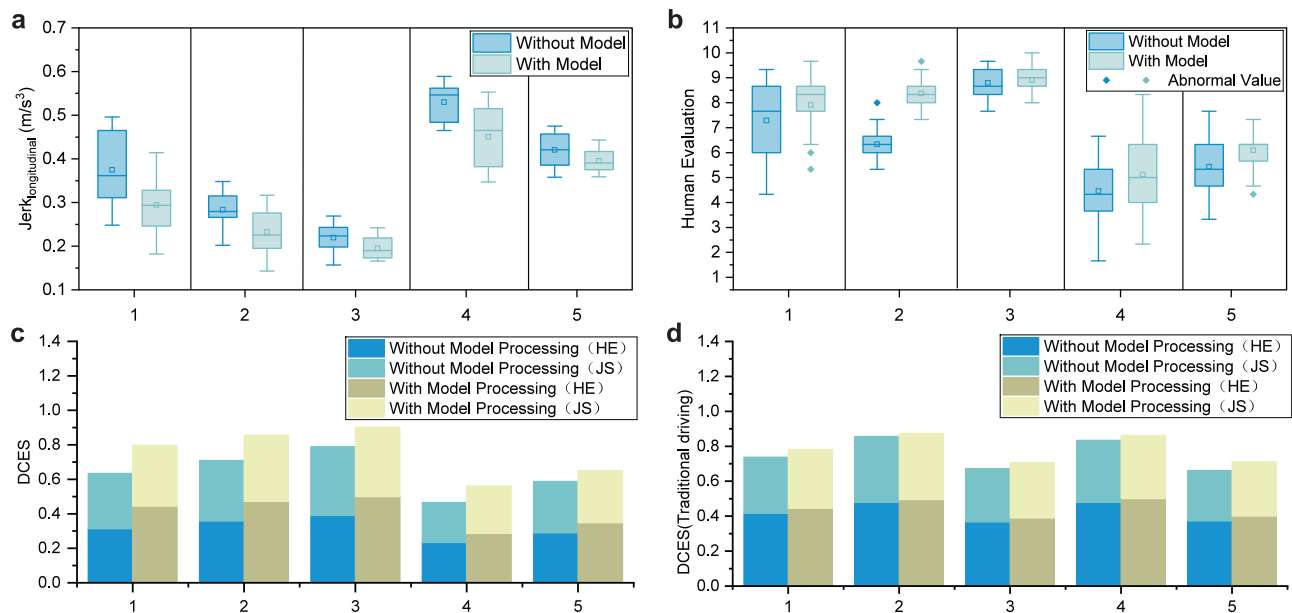 a
0.7
0.6
0.5
0.4
0.3
0.2
0.1
Jerk_longitudinal (m/s³)
Without Model
With Model
1 2 3 4 5
b
11
10
9
8
7
6
5
4
3
2
1
Human Evaluation
Without Model
With Model
Abnormal Value
1 2 3 4 5
c
1.4
1.2
1.0
0.8
0.6
0.4
0.2
0.0
DCES
Without Model Processing（HE）
Without Model Processing（JS）
With Model Processing（HE）
With Model Processing（JS）
1 2 3 4 5
d
1.4
1.2
1.0
0.8
0.6
0.4
0.2
0.0
DCES(Traditional driving)
Without Model Processing（HE）
Without Model Processing（JS）
With Model Processing（HE）
With Model Processing（JS）
1 2 3 4 5